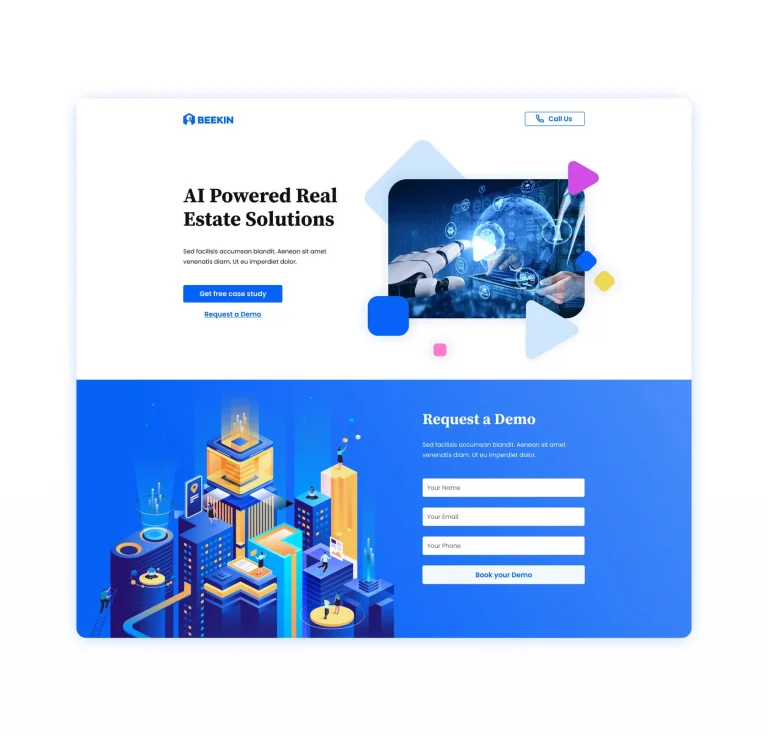 BEEKIN
Call Us
AI Powered Real
Estate Solutions
Sed facilisis accumsan blandit. Aenean sit amet
venenatis diam. Ut eu imperdiet dolor.
Get free case study
Request a Demo
Request a Demo
Sed facilisis accumsan blandit. Aenean sit amet
venenatis diam. Ut eu imperdiet dolor.
Your Name
Your Email
Your Phone
Book your Demo